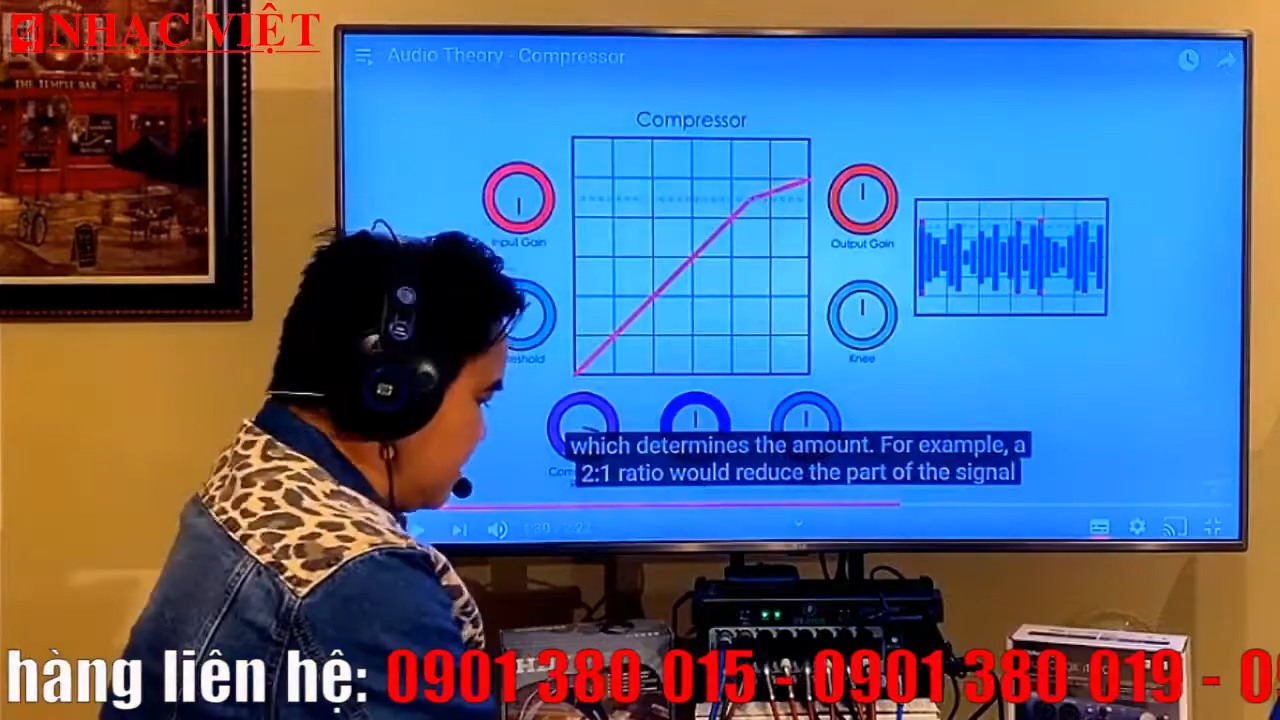 NHẠC VIỆT
THE TEMPLE BAR
Audio Theory - Compressor
Compressor
Input Gain
Output Gain
Knee
which determines the amount. For example, a
2:1 ratio would reduce the part of the signal
hàng liên hệ: 0901 380 015 - 0901 380 019 -